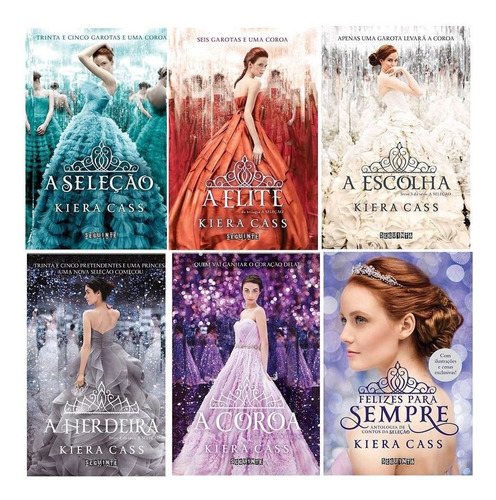 TRINTA E CINCO GAROTAS E UMA COROA
A SELEÇÃO
KIERA CASS
SEGUINTE
SEIS GAROTAS E UMA COROA
A ELITE
da trilogia A SELEÇÃO
KIERA CASS
SEGUINTE
APENAS UMA GAROTA LEVARÁ A COROA
A ESCOLHA
KIERA CASS
SEGUINTE
TRINTA E CINCO PRETENDENTES E UMA PRINCESA
UMA NOVA SELEÇÃO COMEÇOU
A HERDEIRA
KIERA CASS
SEGUINTE
QUEM VAI GANHAR O CORAÇÃO DELA?
A COROA
KIERA CASS
SEGUINTE
Com
ilustrações
e cenas
exclusivas!
FELIZES PARA
SEMPRE
ANTOLOGIA DE
CONTOS DA SELEÇÃO
KIERA CASS
SEGUINTE